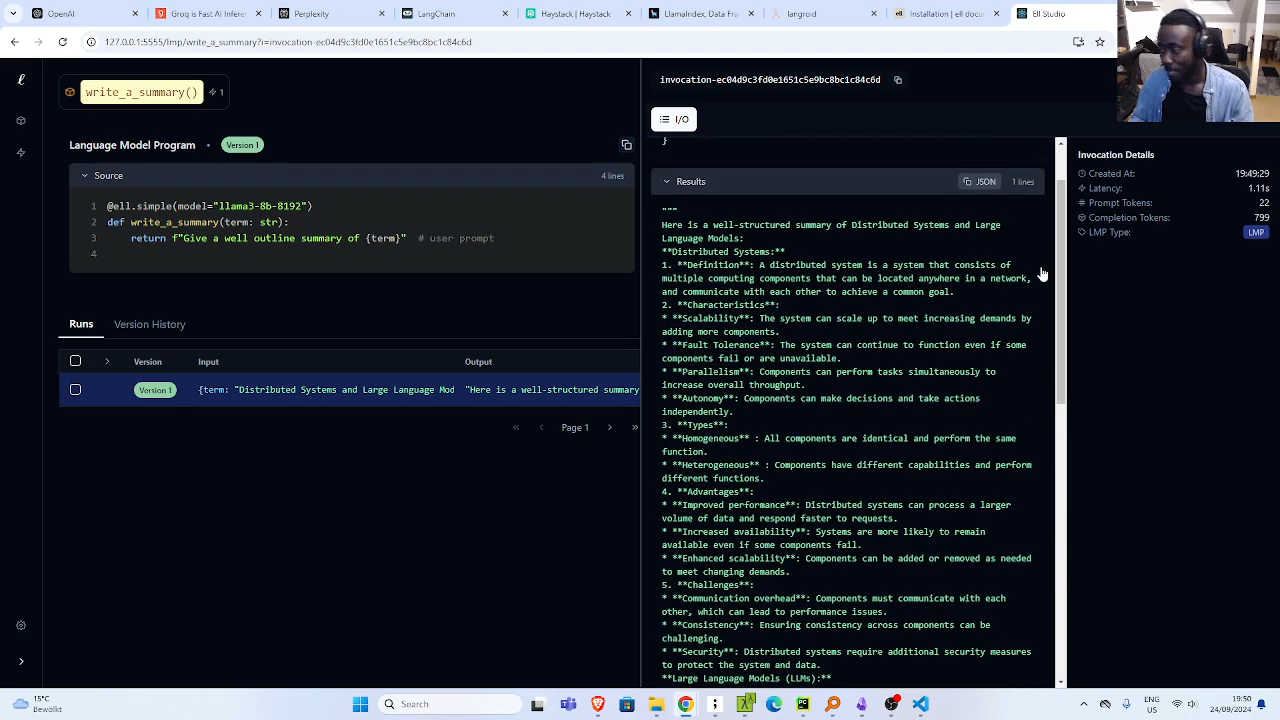 OpenAI
Groq is Fast AI Infere
Perplexity
Hom
Llam
Installation | ell docu
Ell Studio
127.0.0.1:5555/lmp/write_a_summary?i=invocation-ec04d9c3fd0e1651c5e9bc8bc1c84c6d
write_a_summary()
1
Language Model Program • Version 1
Source
4 lines
1 @ell.simple(model="llama3-8b-8192")
2 def write_a_summary(term: str):
3 return f"Give a well outline summary of {term}" # user prompt
4
Runs
Version History
Version
Input
Output
Version 1
{term: "Distributed Systems and Large Language Mod
"Here is a well-structured summary
Page 1
invocation-ec04d9c3fd0e1651c5e9bc8bc1c84c6d
I/O
}
Results
JSON
1 lines
"""
Here is a well-structured summary of Distributed Systems and Large
Language Models:
**Distributed Systems:**
1. **Definition**: A distributed system is a system that consists of
multiple computing components that can be located anywhere in a network,
and communicate with each other to achieve a common goal.
2. **Characteristics**:
* **Scalability**: The system can scale up to meet increasing demands by
adding more components.
* **Fault Tolerance**: The system can continue to function even if some
components fail or are unavailable.
* **Parallelism**: Components can perform tasks simultaneously to
increase overall throughput.
* **Autonomy**: Components can make decisions and take actions
independently.
3. **Types**:
* **Homogeneous** : All components are identical and perform the same
function.
* **Heterogeneous** : Components have different capabilities and perform
different functions.
4. **Advantages**:
* **Improved performance**: Distributed systems can process a larger
volume of data and respond faster to requests.
* **Increased availability**: Systems are more likely to remain
available even if some components fail.
* **Enhanced scalability**: Components can be added or removed as needed
to meet changing demands.
5. **Challenges**:
* **Communication overhead**: Components must communicate with each
other, which can lead to performance issues.
* **Consistency**: Ensuring consistency across components can be
challenging.
* **Security**: Distributed systems require additional security measures
to protect the system and data.
**Large Language Models (LLMs):**
Invocation Details
Created At: 19:49:29
Latency: 1.11s
Prompt Tokens: 22
Completion Tokens: 799
LMP Type: LMP
15°C
Bewölkt
Search
ENG
US
19:50
24/09/2024